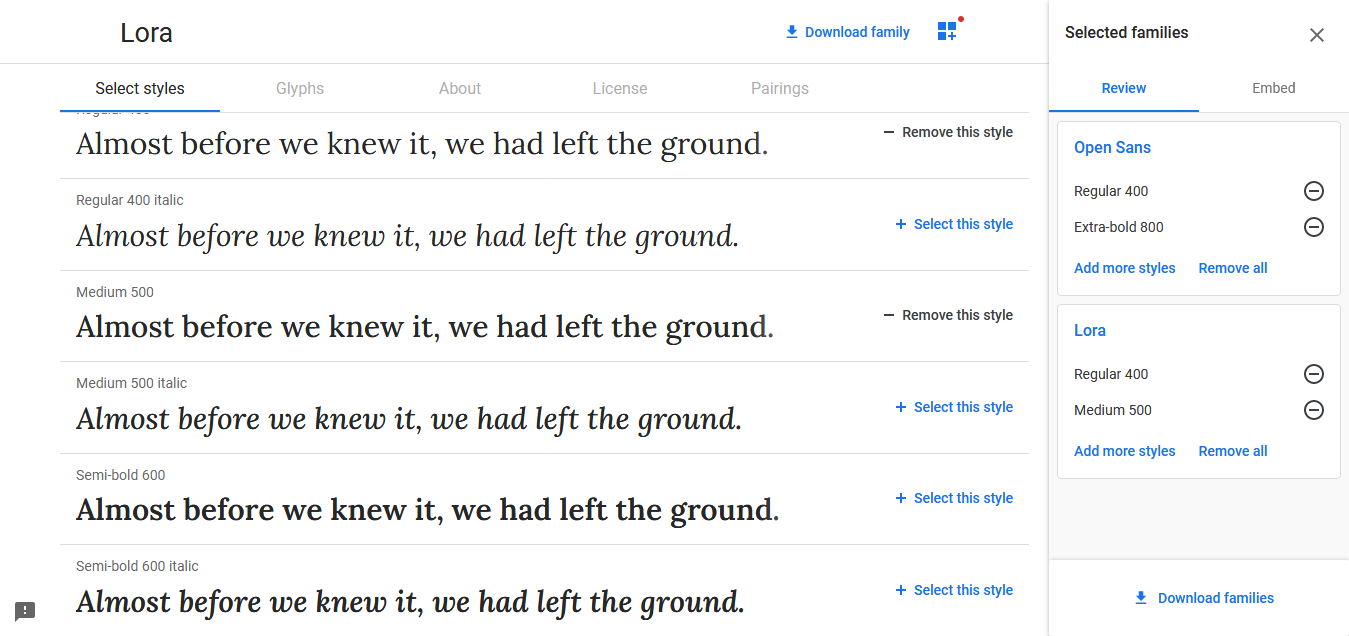 Lora
Download family
Select styles
Glyphs
About
License
Pairings
Regular 400
Almost before we knew it, we had left the ground.
Remove this style
Regular 400 italic
Almost before we knew it, we had left the ground.
Select this style
Medium 500
Almost before we knew it, we had left the ground.
Remove this style
Medium 500 italic
Almost before we knew it, we had left the ground.
Select this style
Semi-bold 600
Almost before we knew it, we had left the ground.
Select this style
Semi-bold 600 italic
Almost before we knew it, we had left the ground.
Select this style
Selected families
Review
Embed
Open Sans
Regular 400
Extra-bold 800
Add more styles
Remove all
Lora
Regular 400
Medium 500
Add more styles
Remove all
Download families